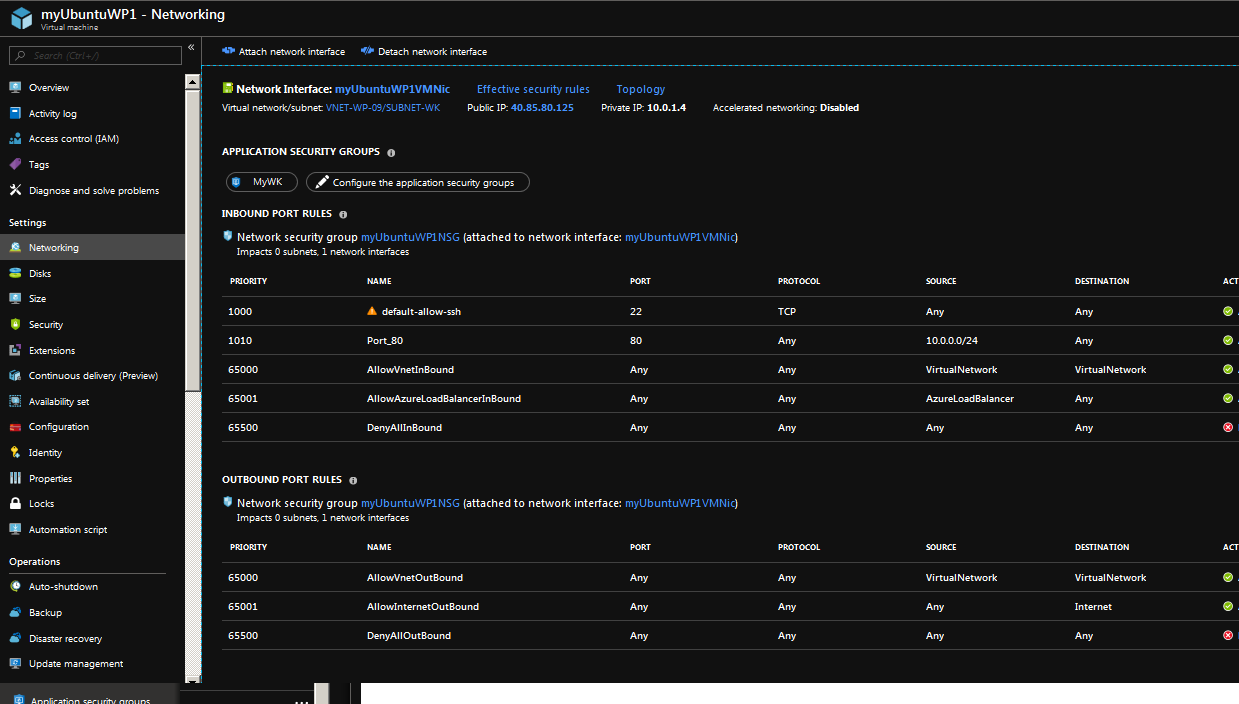 myUbuntuWP1 - Networking
Virtual machine
Search (Ctrl+/)
«
Overview
Activity log
Access control (IAM)
Tags
Diagnose and solve problems
Settings
Networking
Disks
Size
Security
Extensions
Continuous delivery (Preview)
Availability set
Configuration
Identity
Properties
Locks
Automation script
Operations
Auto-shutdown
Backup
Disaster recovery
Update management
Application security groups
...
Attach network interface Detach network interface
Network Interface: myUbuntuWP1VMNic Effective security rules Topology
Virtual network/subnet: VNET-WP-09/SUBNET-WK Public IP: 40.85.80.125 Private IP: 10.0.1.4 Accelerated networking: Disabled
APPLICATION SECURITY GROUPS
MyWK Configure the application security groups
INBOUND PORT RULES
Network security group myUbuntuWP1NSG (attached to network interface: myUbuntuWP1VMNic)
Impacts 0 subnets, 1 network interfaces
PRIORITY NAME PORT PROTOCOL SOURCE DESTINATION ACT
1000 default-allow-ssh 22 TCP Any Any
1010 Port_80 80 Any 10.0.0.0/24 Any
65000 AllowVnetInBound Any Any VirtualNetwork VirtualNetwork
65001 AllowAzureLoadBalancerInBound Any Any AzureLoadBalancer Any
65500 DenyAllInBound Any Any Any Any
OUTBOUND PORT RULES
Network security group myUbuntuWP1NSG (attached to network interface: myUbuntuWP1VMNic)
Impacts 0 subnets, 1 network interfaces
PRIORITY NAME PORT PROTOCOL SOURCE DESTINATION ACT
65000 AllowVnetOutBound Any Any VirtualNetwork VirtualNetwork
65001 AllowInternetOutBound Any Any Any Internet
65500 DenyAllOutBound Any Any Any Any